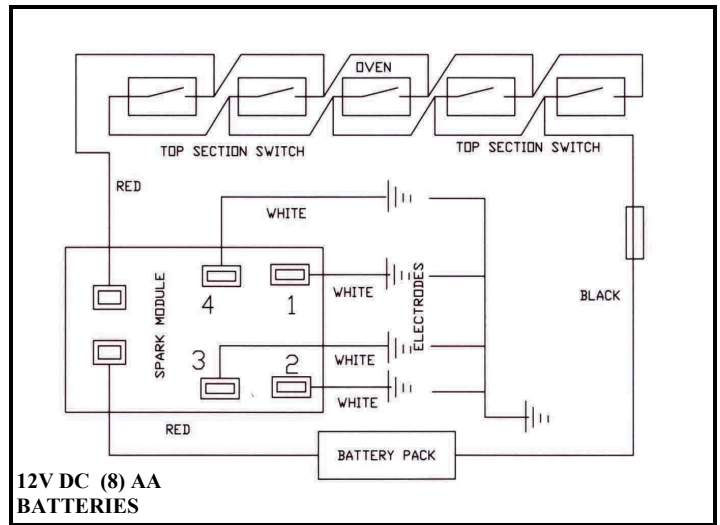 OVEN
TOP SECTION SWITCH
TOP SECTION SWITCH
RED
WHITE
SPARK MODULE
4
1
WHITE
ELECTRODES
BLACK
3
2
WHITE
WHITE
RED
BATTERY PACK
12V DC (8) AA
BATTERIES